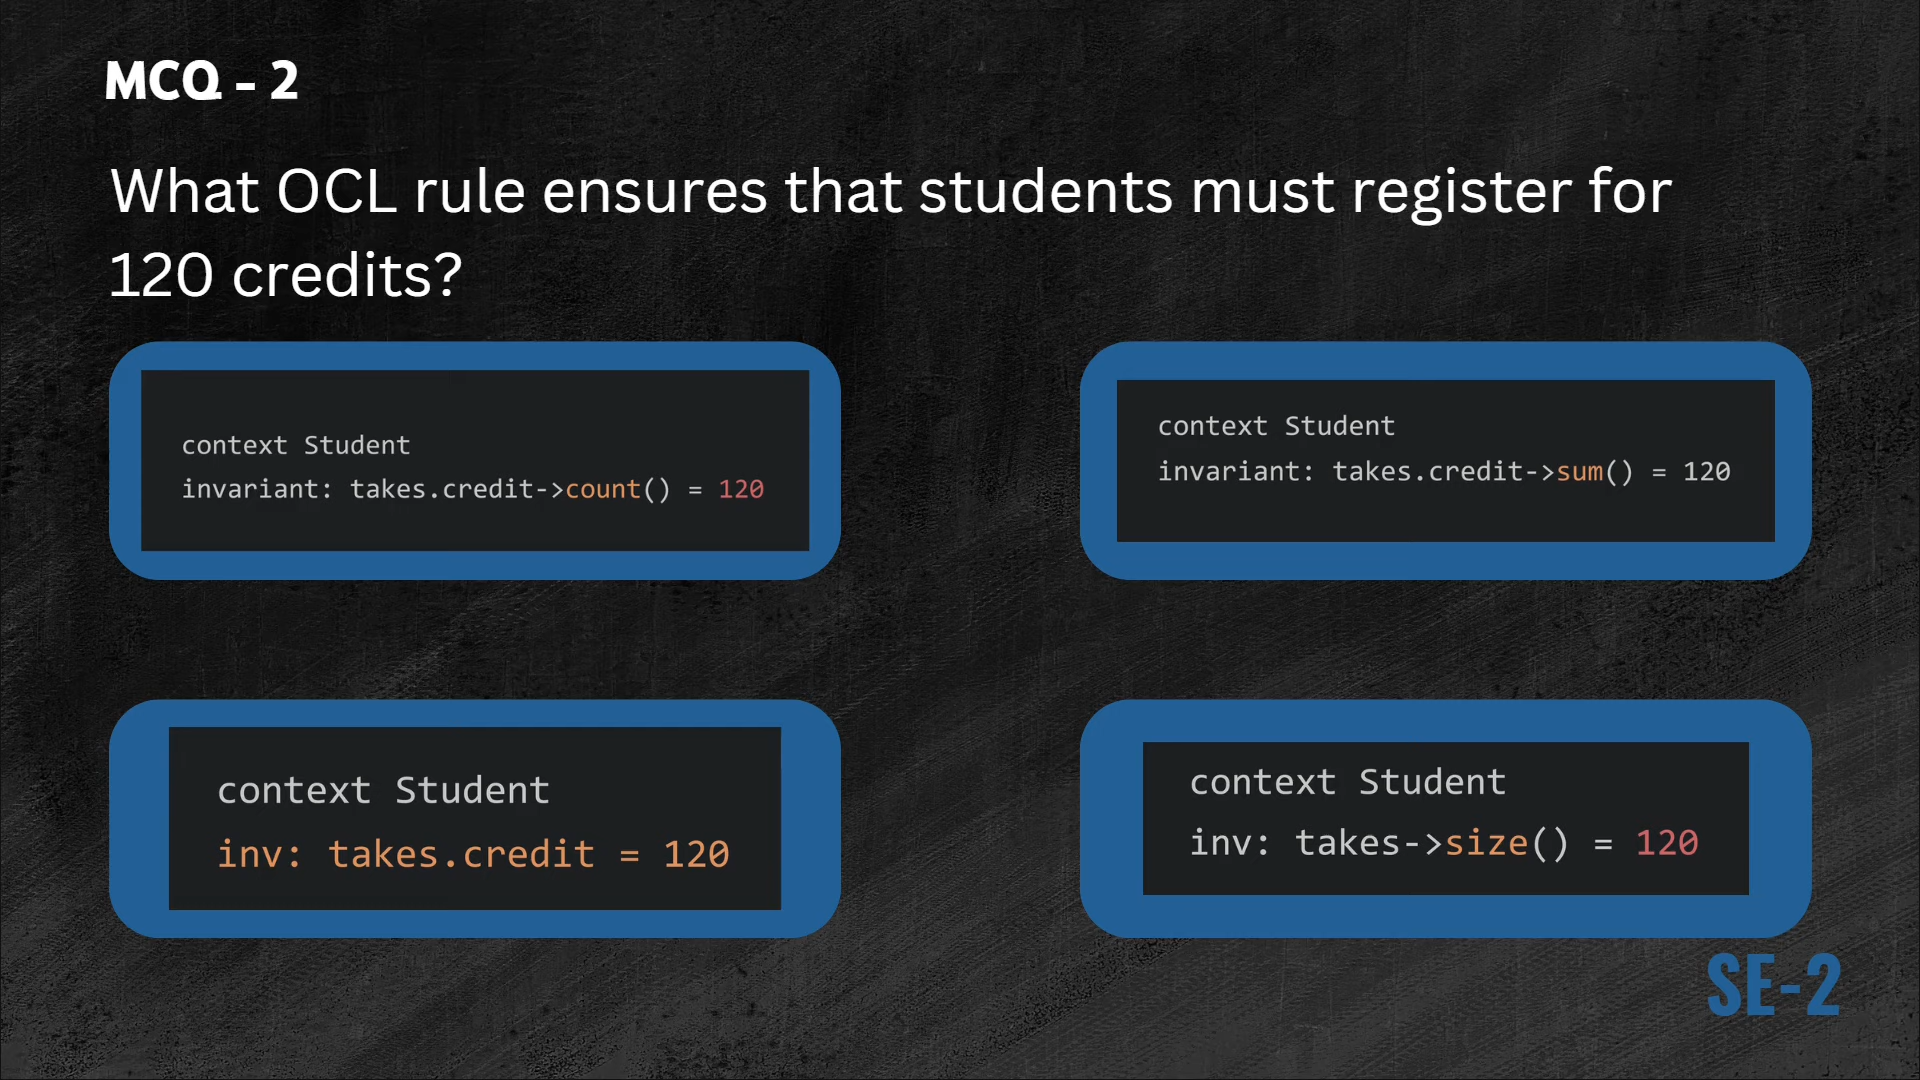 MCQ - 2
What OCL rule ensures that students must register for
120 credits?
context Student
invariant: takes.credit->count() = 120
context Student
invariant: takes.credit->sum() = 120
context Student
inv: takes.credit = 120
context Student
inv: takes->size() = 120
SE-2